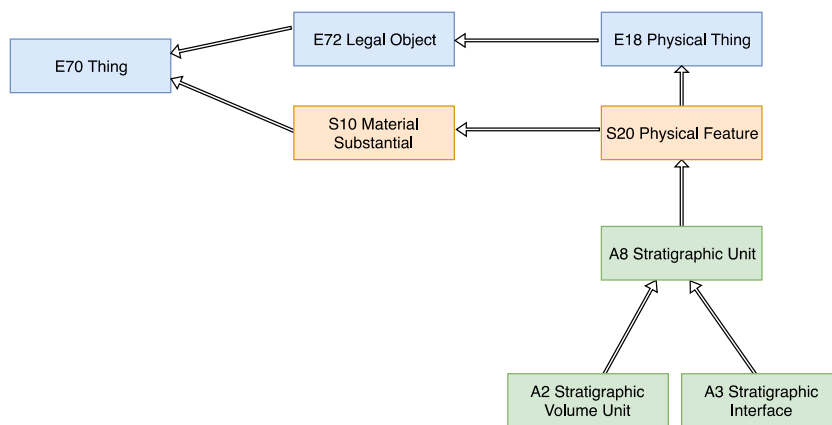 E72 Legal Object
E18 Physical Thing
E70 Thing
S10 Material
Substantial
S20 Physical Feature
A8 Stratigraphic Unit
A2 Stratigraphic
Volume Unit
A3 Stratigraphic
Interface